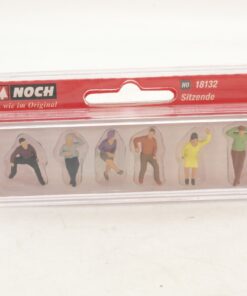 NOCH
wie im Original
H0 18132
Sitzende